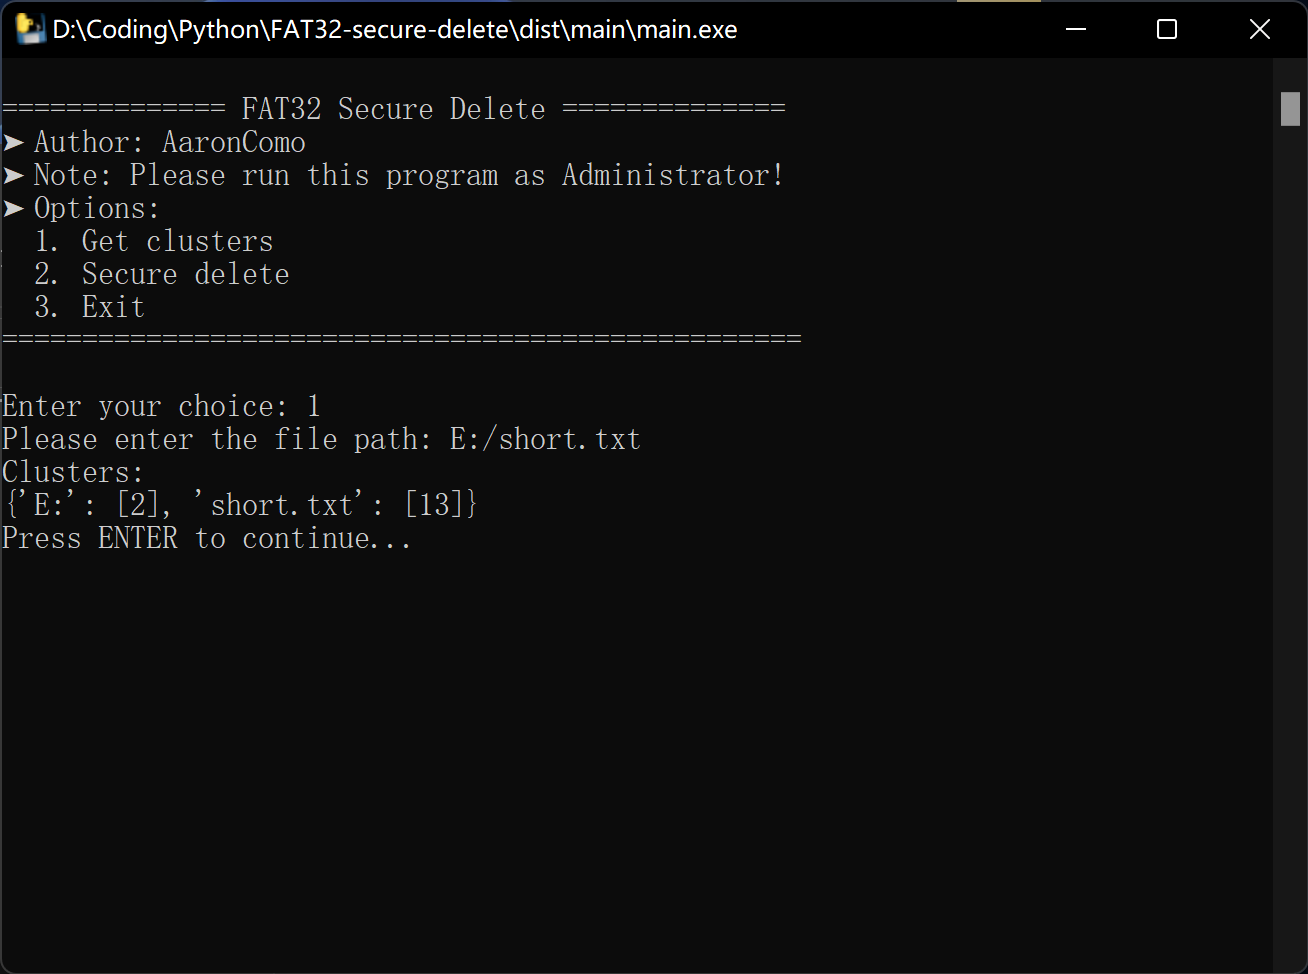 D:\Coding\Python\FAT32-secure-delete\dist\main\main.exe
============== FAT32 Secure Delete ==============
➤ Author: AaronComo
➤ Note: Please run this program as Administrator!
➤ Options:
  1. Get clusters
  2. Secure delete
  3. Exit
==================================================
Enter your choice: 1
Please enter the file path: E:/short.txt
Clusters:
{'E:': [2], 'short.txt': [13]}
Press ENTER to continue...